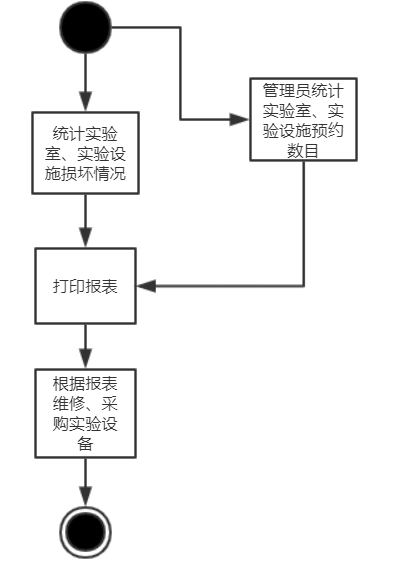 管理员统计
实验室、实
验设施预约
数目
统计实验
室、实验设
施损坏情况
打印报表
根据报表
维修、采
购实验设
备